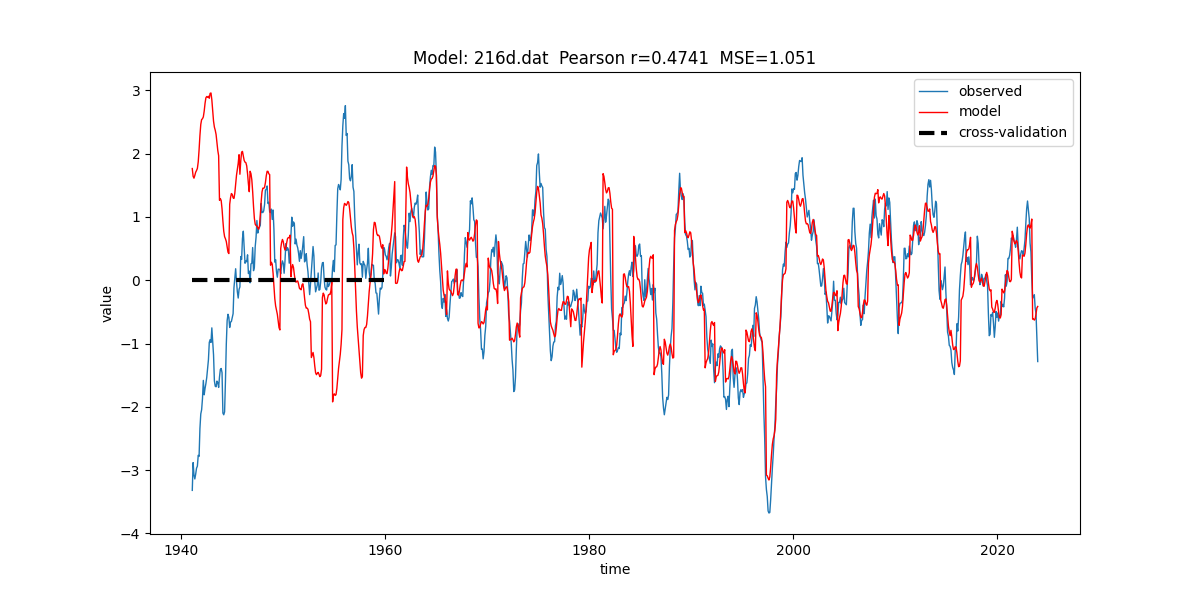 Model: 216d.dat  Pearson r=0.4741  MSE=1.051
observed
model
cross-validation
3
2
1
0
−1
−2
−3
−4
value
1940
1960
1980
2000
2020
time